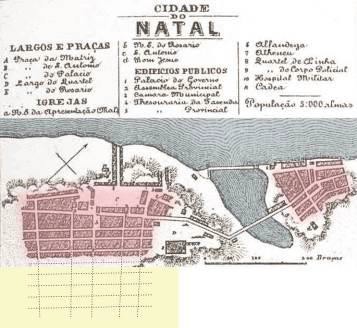 CIDADE
DO
NATAL
LARGOS E PRAÇAS
A Praça da Matriz
B „ de S. Antonio
C „ do Palacio
D Largo do Quartel
E „ do Rosario
IGREJAS
a N.S. da Apresentação Mat.
b N.S. do Rosario
c S. Antonio
d Bom Jesus
EDIFICIOS PUBLICOS
1 Palacio do Governo
2 Assemblea Provincial
3 Camara Municipal
4 Thesouraria da Fazenda
5 „ Provincial
6 Alfandega
7 Atheneu
8 Quartel de Linha
9 „ do Corpo Policial
10 Hospital Militar
11 Cadea
População 5:000 almas
200 Braças